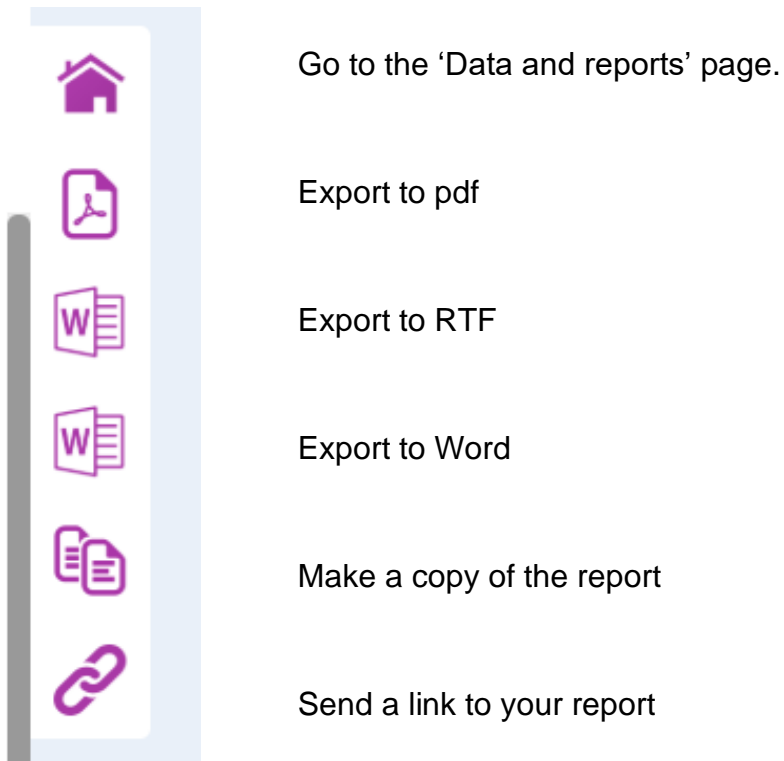 Go to the ‘Data and reports’ page.
Export to pdf
W
Export to RTF
W
Export to Word
Make a copy of the report
Send a link to your report